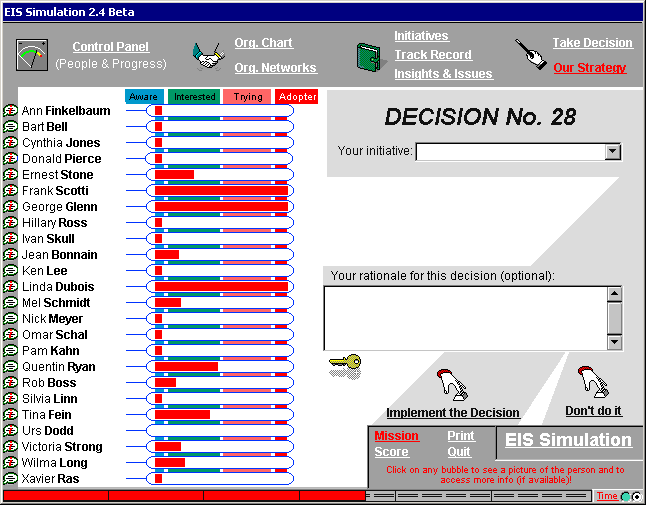 EIS Simulation 2.4 Beta
Control Panel
(People & Progress)
Org. Chart
Org. Networks
Initiatives
Track Record
Insights & Issues
Take Decision
Our Strategy
Aware Interested Trying Adopter
Ann Finkelbaum
Bart Bell
Cynthia Jones
Donald Pierce
Ernest Stone
Frank Scotti
George Glenn
Hillary Ross
Ivan Skull
Jean Bonnain
Ken Lee
Linda Dubois
Mel Schmidt
Nick Meyer
Omar Schal
Pam Kahn
Quentin Ryan
Rob Boss
Silvia Linn
Tina Fein
Urs Dodd
Victoria Strong
Wilma Long
Xavier Ras
DECISION No. 28
Your initiative:
Your rationale for this decision (optional):
Implement the Decision
Don't do it
Mission
Score
Print
Quit
EIS Simulation
Click on any bubble to see a picture of the person and to
access more info (if available)!
Time